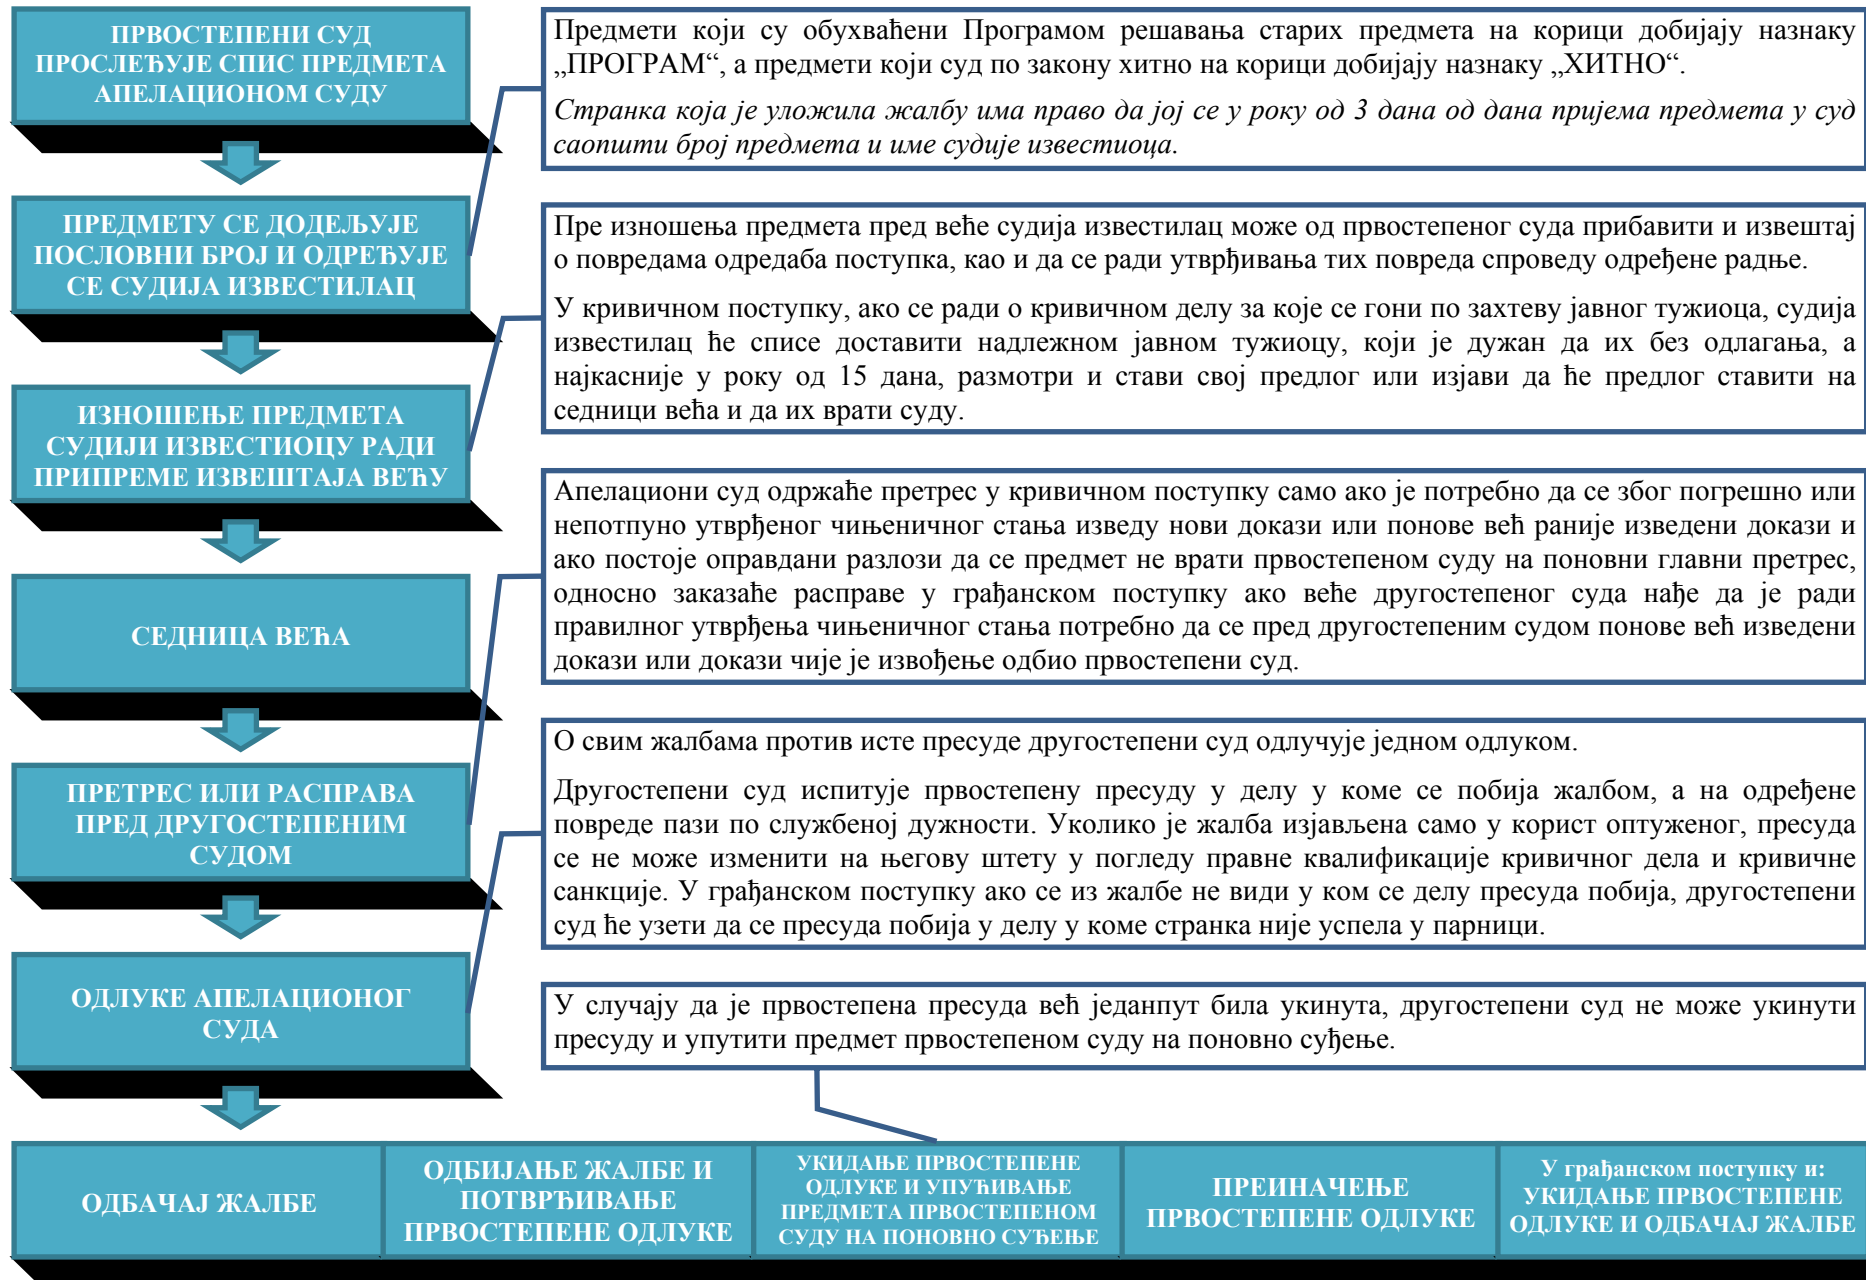 ПРВОСТЕПЕНИ СУД
ПРОСЛЕЂУЈЕ СПИС ПРЕДМЕТА
АПЕЛАЦИОНОМ СУДУ
Предмети који су обухваћени Програмом решавања старих предмета на корици добијају назнаку
„ПРОГРАМ“, а предмети који суд по закону хитно на корици добијају назнаку „ХИТНО“.
Странка која је уложила жалбу има право да јој се у року од 3 дана од дана пријема предмета у суд
саопшти број предмета и име судије известиоца.
ПРЕДМЕТУ СЕ ДОДЕЉУЈЕ
ПОСЛОВНИ БРОЈ И ОДРЕЂУЈЕ
СЕ СУДИЈА ИЗВЕСТИЛАЦ
Пре изношења предмета пред веће судија известилац може од првостепеног суда прибавити и извештај
о повредама одредаба поступка, као и да се ради утврђивања тих повреда спроведу одређене радње.
У кривичном поступку, ако се ради о кривичном делу за које се гони по захтеву јавног тужиоца, судија
известилац ће списе доставити надлежном јавном тужиоцу, који је дужан да их без одлагања, а
најкасније у року од 15 дана, размотри и стави свој предлог или изјави да ће предлог ставити на
седници већа и да их врати суду.
ИЗНОШЕЊЕ ПРЕДМЕТА
СУДИЈИ ИЗВЕСТИОЦУ РАДИ
ПРИПРЕМЕ ИЗВЕШТАЈА ВЕЋУ
Апелациони суд одржаће претрес у кривичном поступку само ако је потребно да се због погрешно или
непотпуно утврђеног чињеничног стања изведу нови докази или понове већ раније изведени докази и
ако постоје оправдани разлози да се предмет не врати првостепеном суду на поновни главни претрес,
односно заказаће расправе у грађанском поступку ако веће другостепеног суда нађе да је ради
правилног утврђења чињеничног стања потребно да се пред другостепеним судом понове већ изведени
докази или докази чије је извођење одбио првостепени суд.
СЕДНИЦА ВЕЋА
О свим жалбама против исте пресуде другостепени суд одлучује једном одлуком.
Другостепени суд испитује првостепену пресуду у делу у коме се побија жалбом, а на одређене
повреде пази по службеној дужности. Уколико је жалба изјављена само у корист оптуженог, пресуда
се не може изменити на његову штету у погледу правне квалификације кривичног дела и кривичне
санкције. У грађанском поступку ако се из жалбе не види у ком се делу пресуда побија, другостепени
суд ће узети да се пресуда побија у делу у коме странка није успела у парници.
ПРЕТРЕС ИЛИ РАСПРАВА
ПРЕД ДРУГОСТЕПЕНИМ
СУДОМ
ОДЛУКЕ АПЕЛАЦИОНОГ
СУДА
У случају да је првостепена пресуда већ једанпут била укинута, другостепени суд не може укинути
пресуду и упутити предмет првостепеном суду на поновно суђење.
ОДБАЧАЈ ЖАЛБЕ
ОДБИЈАЊЕ ЖАЛБЕ И
ПОТВРЂИВАЊЕ
ПРВОСТЕПЕНЕ ОДЛУКЕ
УКИДАЊЕ ПРВОСТЕПЕНЕ
ОДЛУКЕ И УПУЋИВАЊЕ
ПРЕДМЕТА ПРВОСТЕПЕНОМ
СУДУ НА ПОНОВНО СУЂЕЊЕ
ПРЕИНАЧЕЊЕ
ПРВОСТЕПЕНЕ ОДЛУКЕ
У грађанском поступку и:
УКИДАЊЕ ПРВОСТЕПЕНЕ
ОДЛУКЕ И ОДБАЧАЈ ЖАЛБЕ